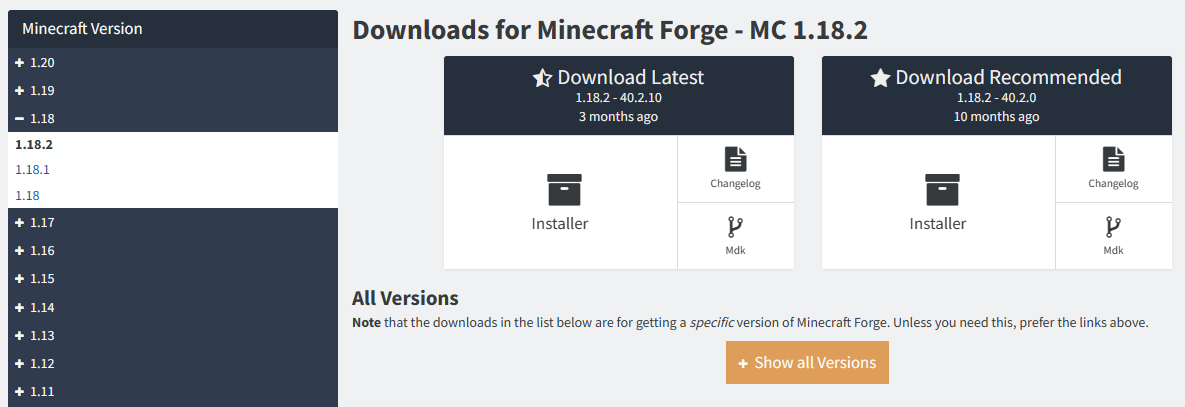 Minecraft Version
+ 1.20
+ 1.19
− 1.18
1.18.2
1.18.1
1.18
+ 1.17
+ 1.16
+ 1.15
+ 1.14
+ 1.13
+ 1.12
+ 1.11
Downloads for Minecraft Forge - MC 1.18.2
Download Latest
1.18.2 - 40.2.10
3 months ago
Installer
Changelog
Mdk
Download Recommended
1.18.2 - 40.2.0
10 months ago
Installer
Changelog
Mdk
All Versions
Note that the downloads in the list below are for getting a specific version of Minecraft Forge. Unless you need this, prefer the links above.
+ Show all Versions